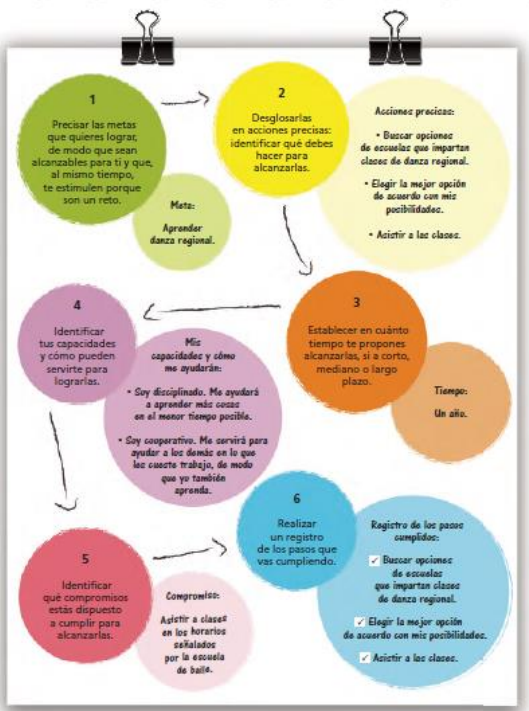 1
Precisar las metas
que quieres lograr,
de modo que sean
alcanzables para ti y que,
al mismo tiempo,
te estimulen porque
son un reto.
Meta:
Aprender
danza regional.
2
Desglosarlas
en acciones precisas:
identificar qué debes
hacer para
alcanzarlas.
Acciones precisas:
• Buscar opciones
de escuelas que impartan
clases de danza regional.
• Elegir la mejor opción
de acuerdo con mis
posibilidades.
• Asistir a las clases.
3
Establecer en cuánto
tiempo te propones
alcanzarlas, si a corto,
mediano o largo
plazo.
Tiempo:
Un año.
4
Identificar
tus capacidades
y cómo pueden
servirte para
lograrlas.
Mis
capacidades y cómo
me ayudarán:
• Soy disciplinado. Me ayudará
a aprender más cosas
en el menor tiempo posible.
• Soy cooperativo. Me servirá para
ayudar a los demás en lo que
les cueste trabajo, de modo
que yo también
aprenda.
5
Identificar
qué compromisos
estás dispuesto
a cumplir para
alcanzarlas.
Compromiso:
Asistir a clases
en los horarios
señalados
por la escuela
de baile.
6
Realizar
un registro
de los pasos que
vas cumpliendo.
Registro de los pasos
cumplidos:
✓ Buscar opciones
de escuelas
que impartan clases
de danza regional.
✓ Elegir la mejor opción
de acuerdo con mis posibilidades.
✓ Asistir a las clases.